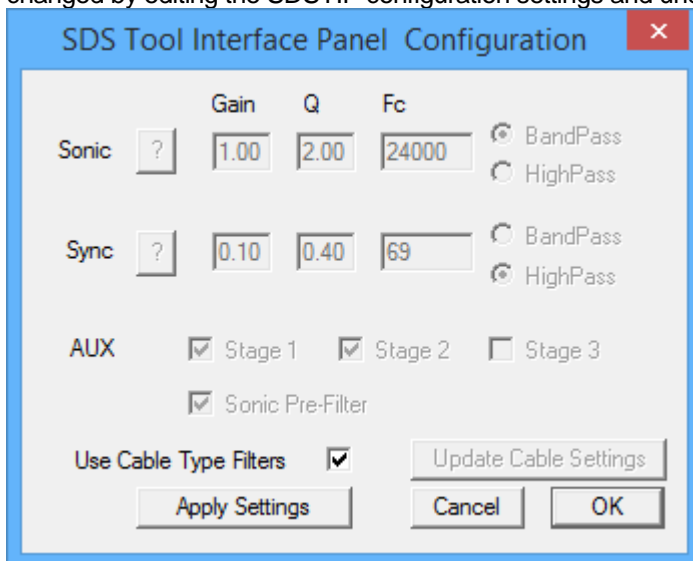 SDS Tool Interface Panel Configuration
Gain Q Fc
Sonic ? 1.00 2.00 24000 BandPass
HighPass
Sync ? 0.10 0.40 69 BandPass
HighPass
AUX Stage 1 Stage 2 Stage 3
Sonic Pre-Filter
Use Cable Type Filters Update Cable Settings
Apply Settings Cancel OK